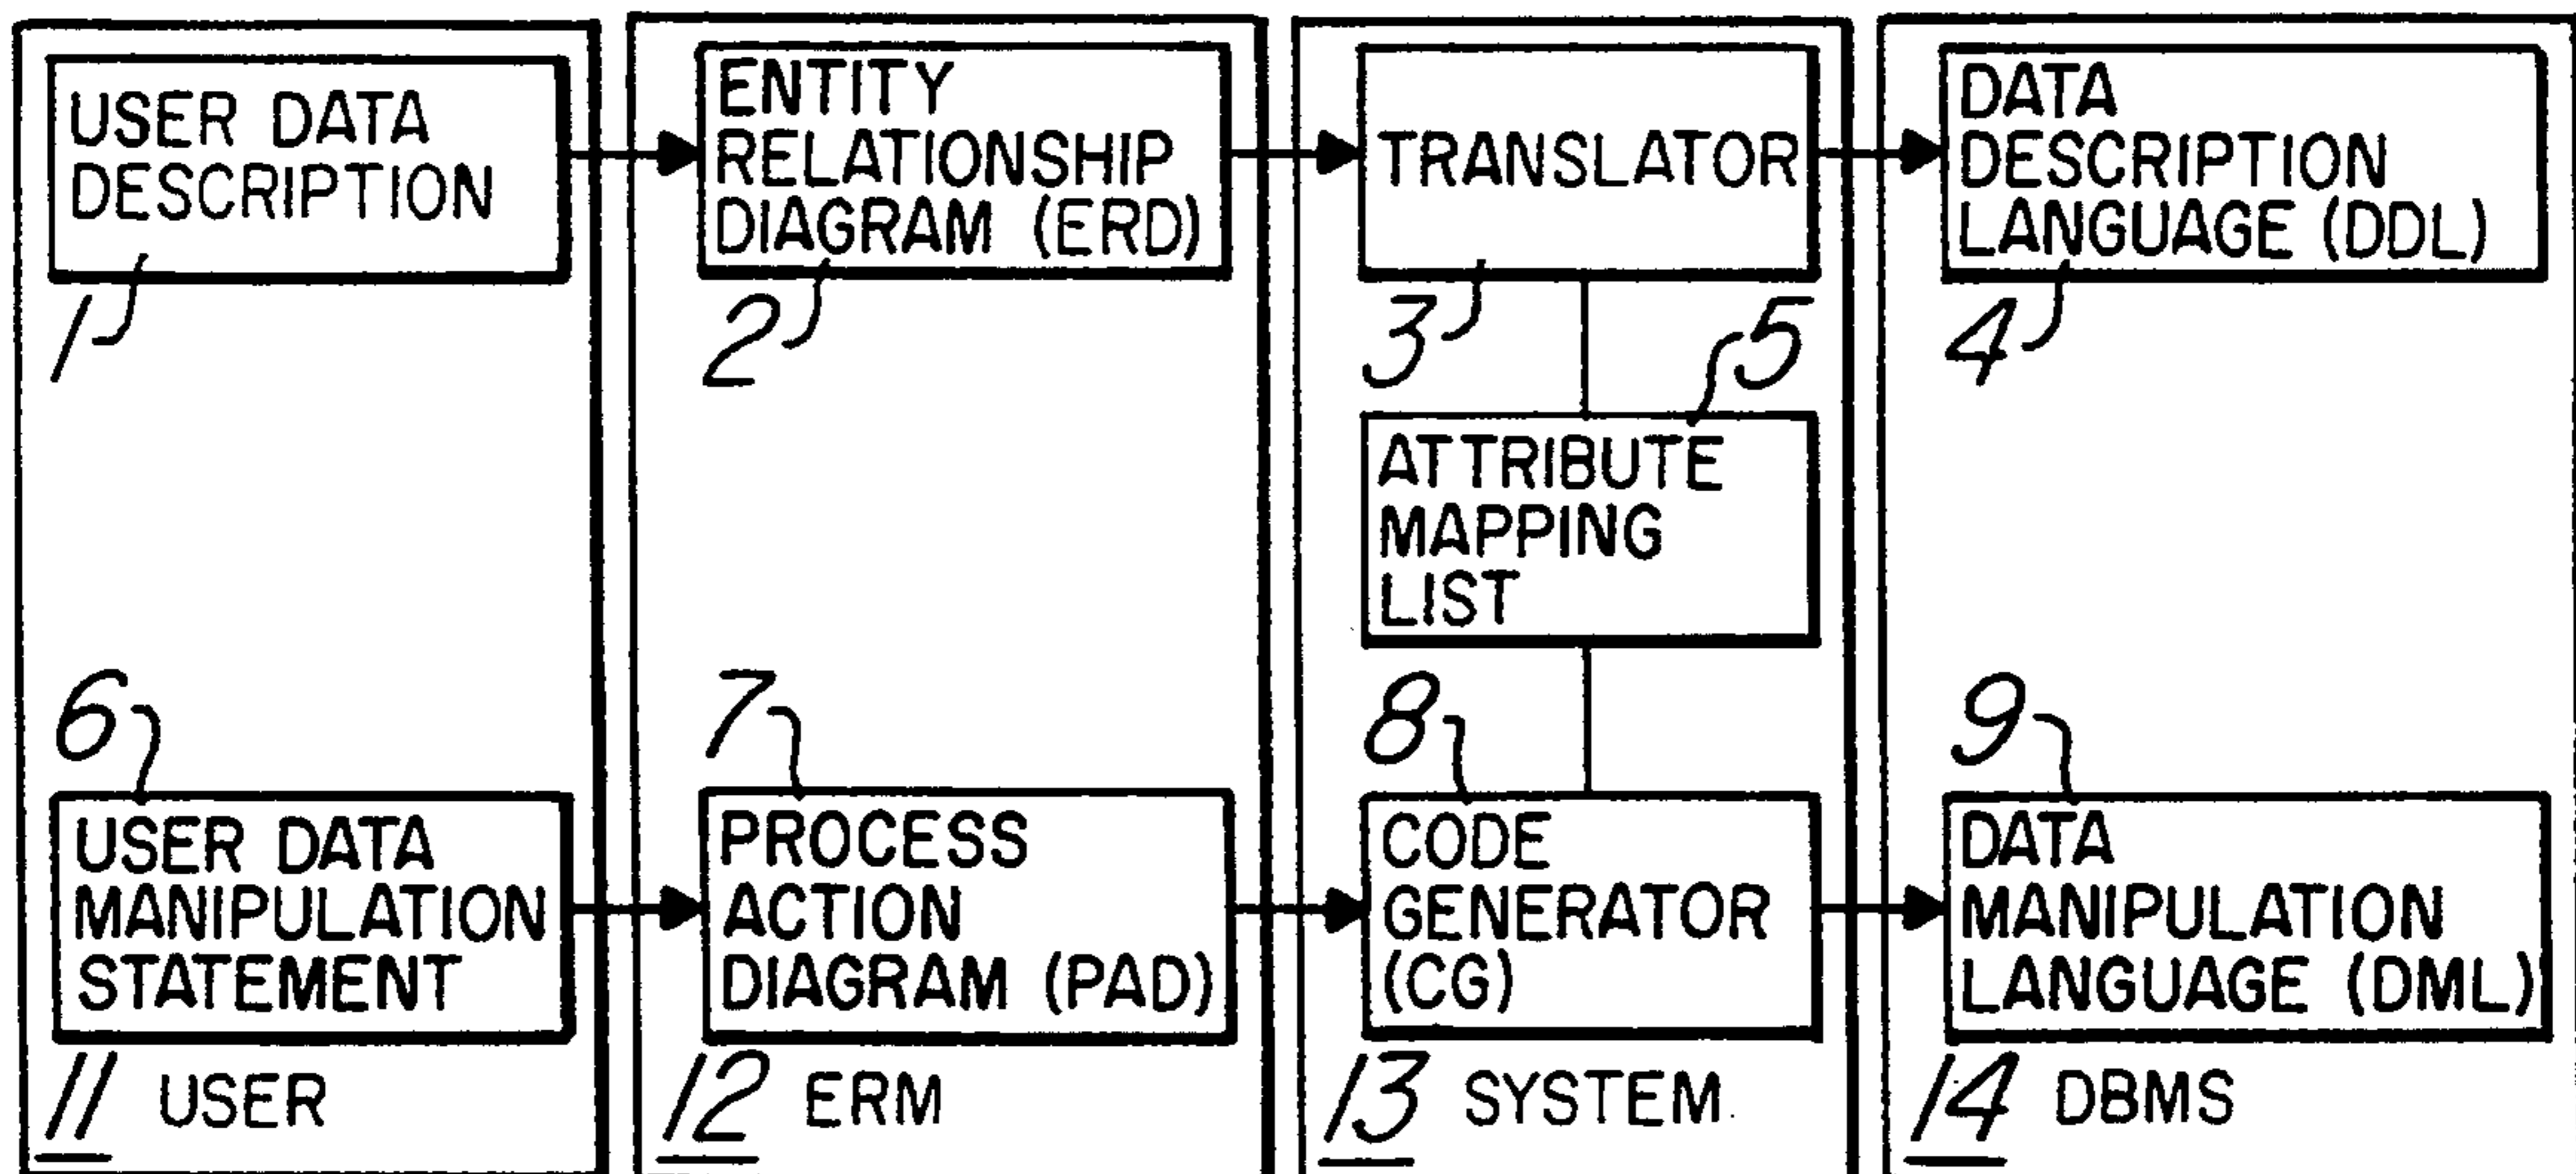 USER DATA
DESCRIPTION
1
ENTITY
RELATIONSHIP
DIAGRAM (ERD)
2
TRANSLATOR
3
DATA
DESCRIPTION
LANGUAGE (DDL)
4
5
ATTRIBUTE
MAPPING
LIST
6
USER DATA
MANIPULATION
STATEMENT
7
PROCESS
ACTION
DIAGRAM (PAD)
8
CODE
GENERATOR
(CG)
9
DATA
MANIPULATION
LANGUAGE (DML)
11 USER
12 ERM
13 SYSTEM
14 DBMS